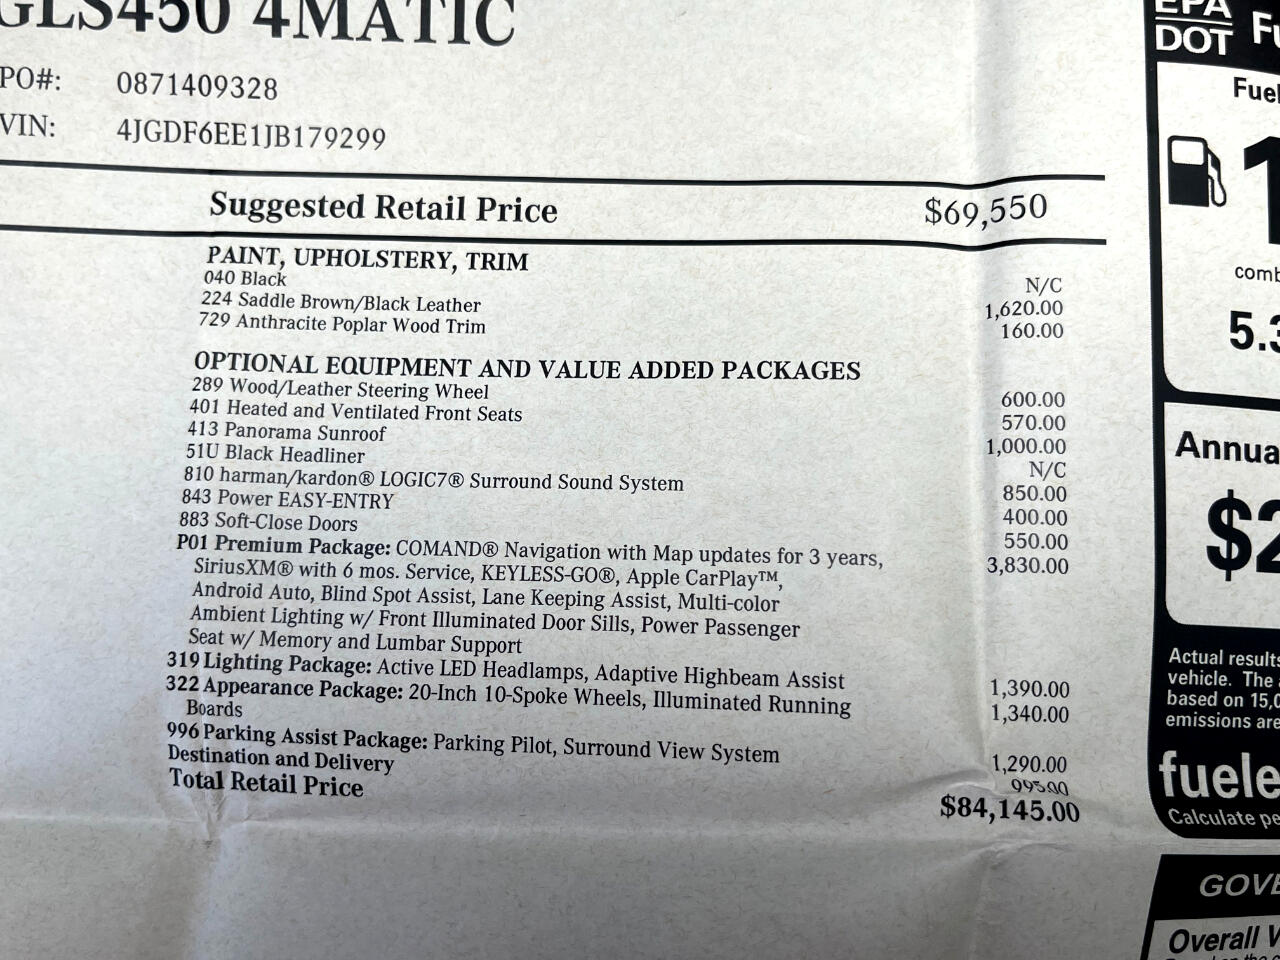 GLS450 4MATIC
PO#: 0871409328
VIN: 4JGDF6EE1JB179299
Suggested Retail Price $69,550
PAINT, UPHOLSTERY, TRIM
040 Black N/C
224 Saddle Brown/Black Leather 1,620.00
729 Anthracite Poplar Wood Trim 160.00
OPTIONAL EQUIPMENT AND VALUE ADDED PACKAGES
289 Wood/Leather Steering Wheel 600.00
401 Heated and Ventilated Front Seats 570.00
413 Panorama Sunroof 1,000.00
51U Black Headliner N/C
810 harman/kardon® LOGIC7® Surround Sound System 850.00
843 Power EASY-ENTRY 400.00
883 Soft-Close Doors 550.00
P01 Premium Package: COMAND® Navigation with Map updates for 3 years, 3,830.00
SiriusXM® with 6 mos. Service, KEYLESS-GO®, Apple CarPlay™,
Android Auto, Blind Spot Assist, Lane Keeping Assist, Multi-color
Ambient Lighting w/ Front Illuminated Door Sills, Power Passenger
Seat w/ Memory and Lumbar Support
319 Lighting Package: Active LED Headlamps, Adaptive Highbeam Assist 1,390.00
322 Appearance Package: 20-Inch 10-Spoke Wheels, Illuminated Running 1,340.00
Boards
996 Parking Assist Package: Parking Pilot, Surround View System 1,290.00
Destination and Delivery 995.00
Total Retail Price $84,145.00
EPA
DOT
Fuel
comb
5.3
Annua
$2
Actual results
vehicle. The
based on 15,0
emissions are
fuele
Calculate pe
GOVE
Overall V